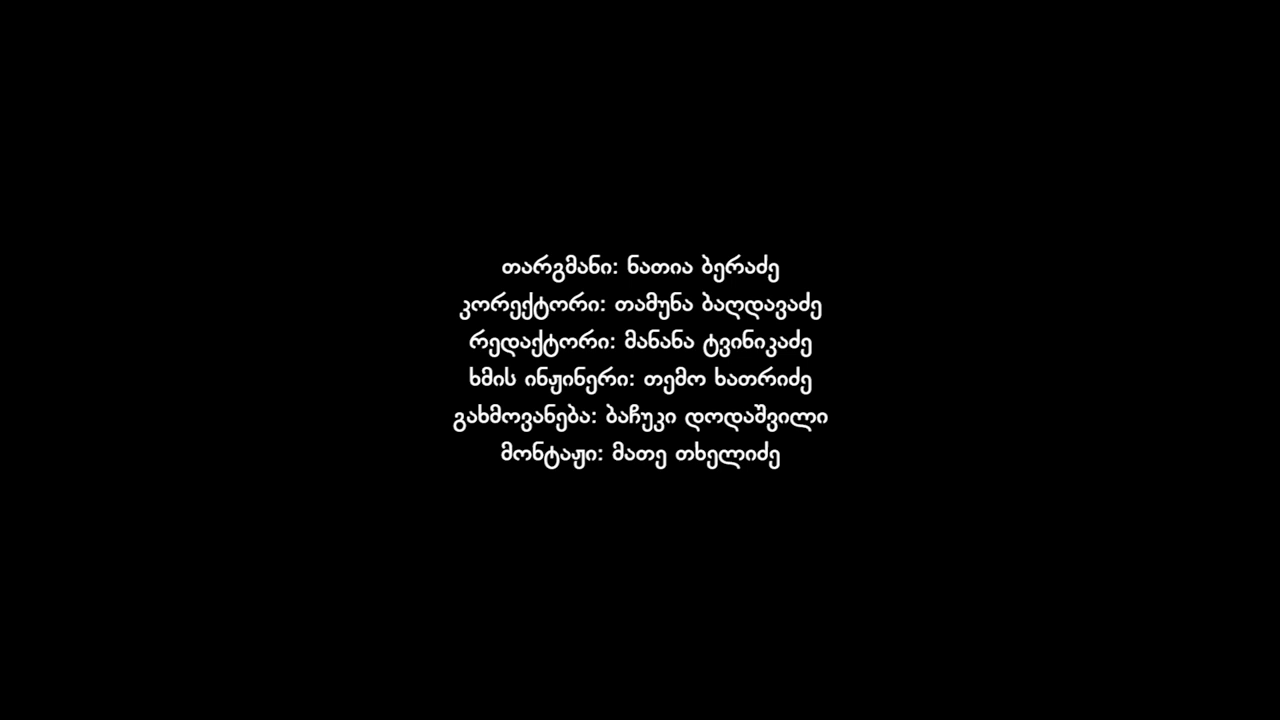 თარგმანი: ნათია ბერაძე
კორექტორი: თამუნა ბაღდავაძე
რედაქტორი: მანანა ტვინიკაძე
ხმის ინჟინერი: თემო ხათრიძე
გახმოვანება: ბაჩუკი დოდაშვილი
მონტაჟი: მათე თხელიძე